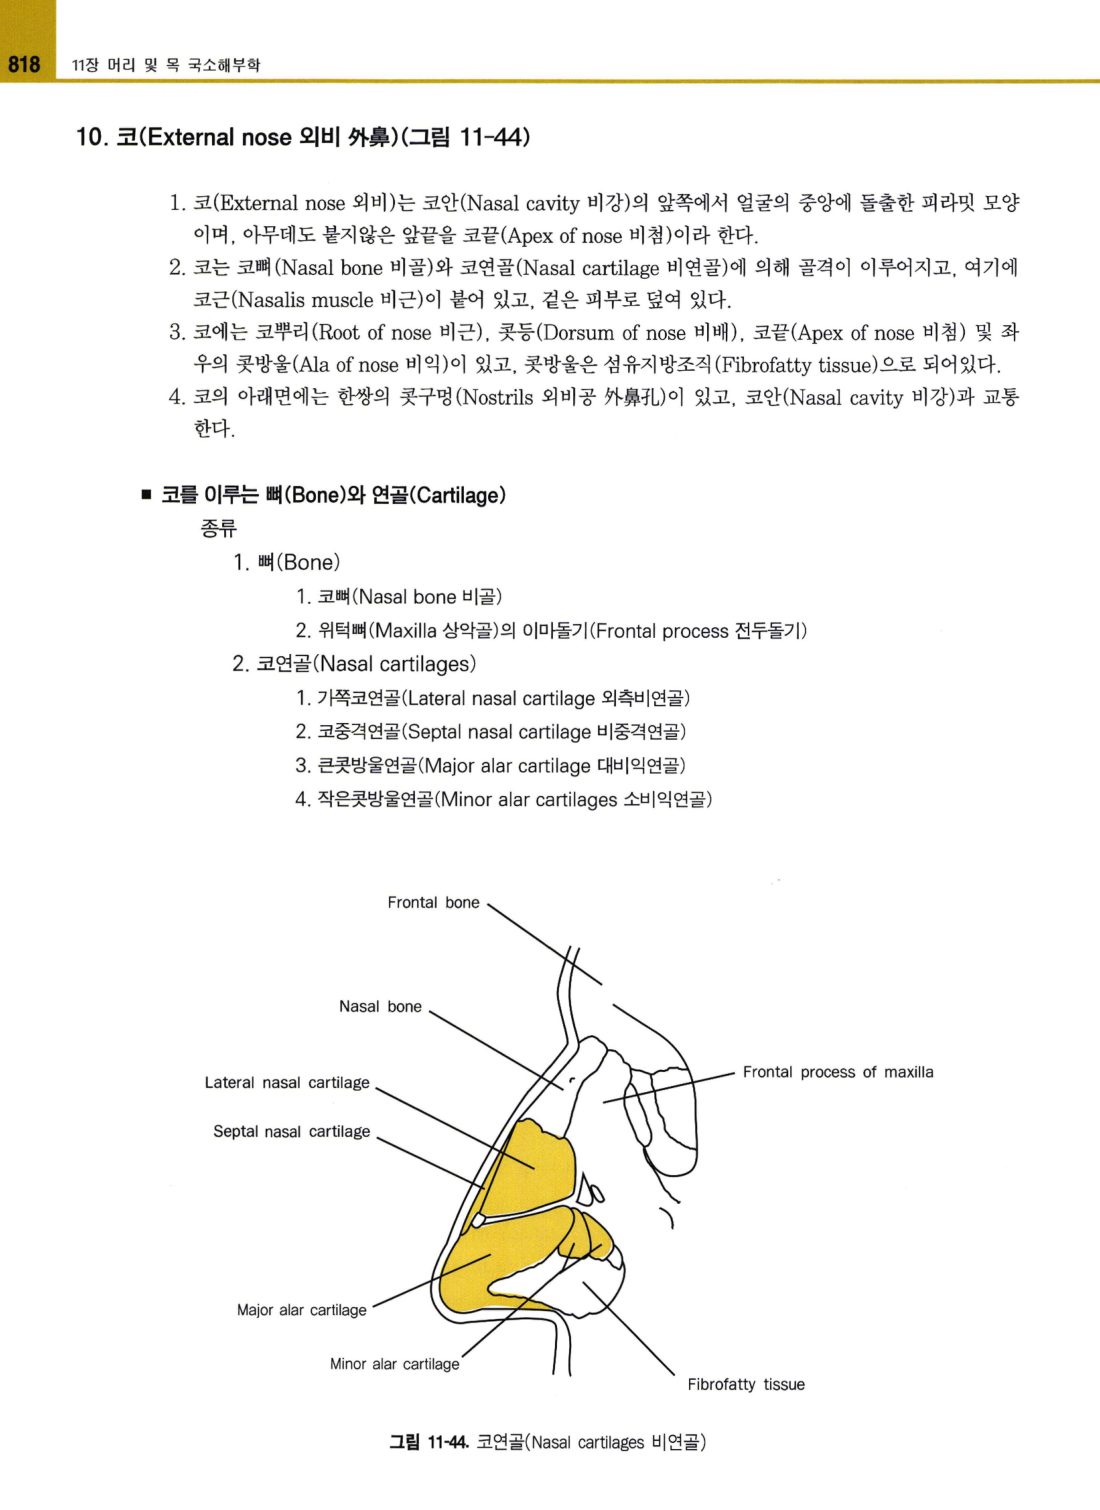 818 11장 머리 및 목 국소해부학
10. 코(External nose 외비 外鼻)(그림 11-44)
1. 코(External nose 외비)는 코안(Nasal cavity 비강)의 앞쪽에서 얼굴의 중앙에 돌출한 피라밋 모양
이며, 아무데도 붙지않은 앞끝을 코끝(Apex of nose 비첨)이라 한다.
2. 코는 코뼈(Nasal bone 비골)와 코연골(Nasal cartilage 비연골)에 의해 골격이 이루어지고, 여기에
코근(Nasalis muscle 비근)이 붙어 있고, 겉은 피부로 덮여 있다.
3. 코에는 코뿌리(Root of nose 비근), 콧등(Dorsum of nose 비배), 코끝(Apex of nose 비첨) 및 좌
우의 콧방울(Ala of nose 비익)이 있고, 콧방울은 섬유지방조직(Fibrofatty tissue)으로 되어있다.
4. 코의 아래면에는 한쌍의 콧구멍(Nostrils 외비공 外鼻孔)이 있고, 코안(Nasal cavity 비강)과 교통
한다.
■ 코를 이루는 뼈(Bone)와 연골(Cartilage)
종류
1. 뼈(Bone)
1. 코뼈(Nasal bone 비골)
2. 위턱뼈(Maxilla 상악골)의 이마돌기(Frontal process 전두돌기)
2. 코연골(Nasal cartilages)
1. 가쪽코연골(Lateral nasal cartilage 외측비연골)
2. 코중격연골(Septal nasal cartilage 비중격연골)
3. 큰콧방울연골(Major alar cartilage 대비익연골)
4. 작은콧방울연골(Minor alar cartilages 소비익연골)
Frontal bone
Nasal bone
Frontal process of maxilla
Lateral nasal cartilage
Septal nasal cartilage
Major alar cartilage
Minor alar cartilage
Fibrofatty tissue
그림 11-44. 코연골(Nasal cartilages 비연골)